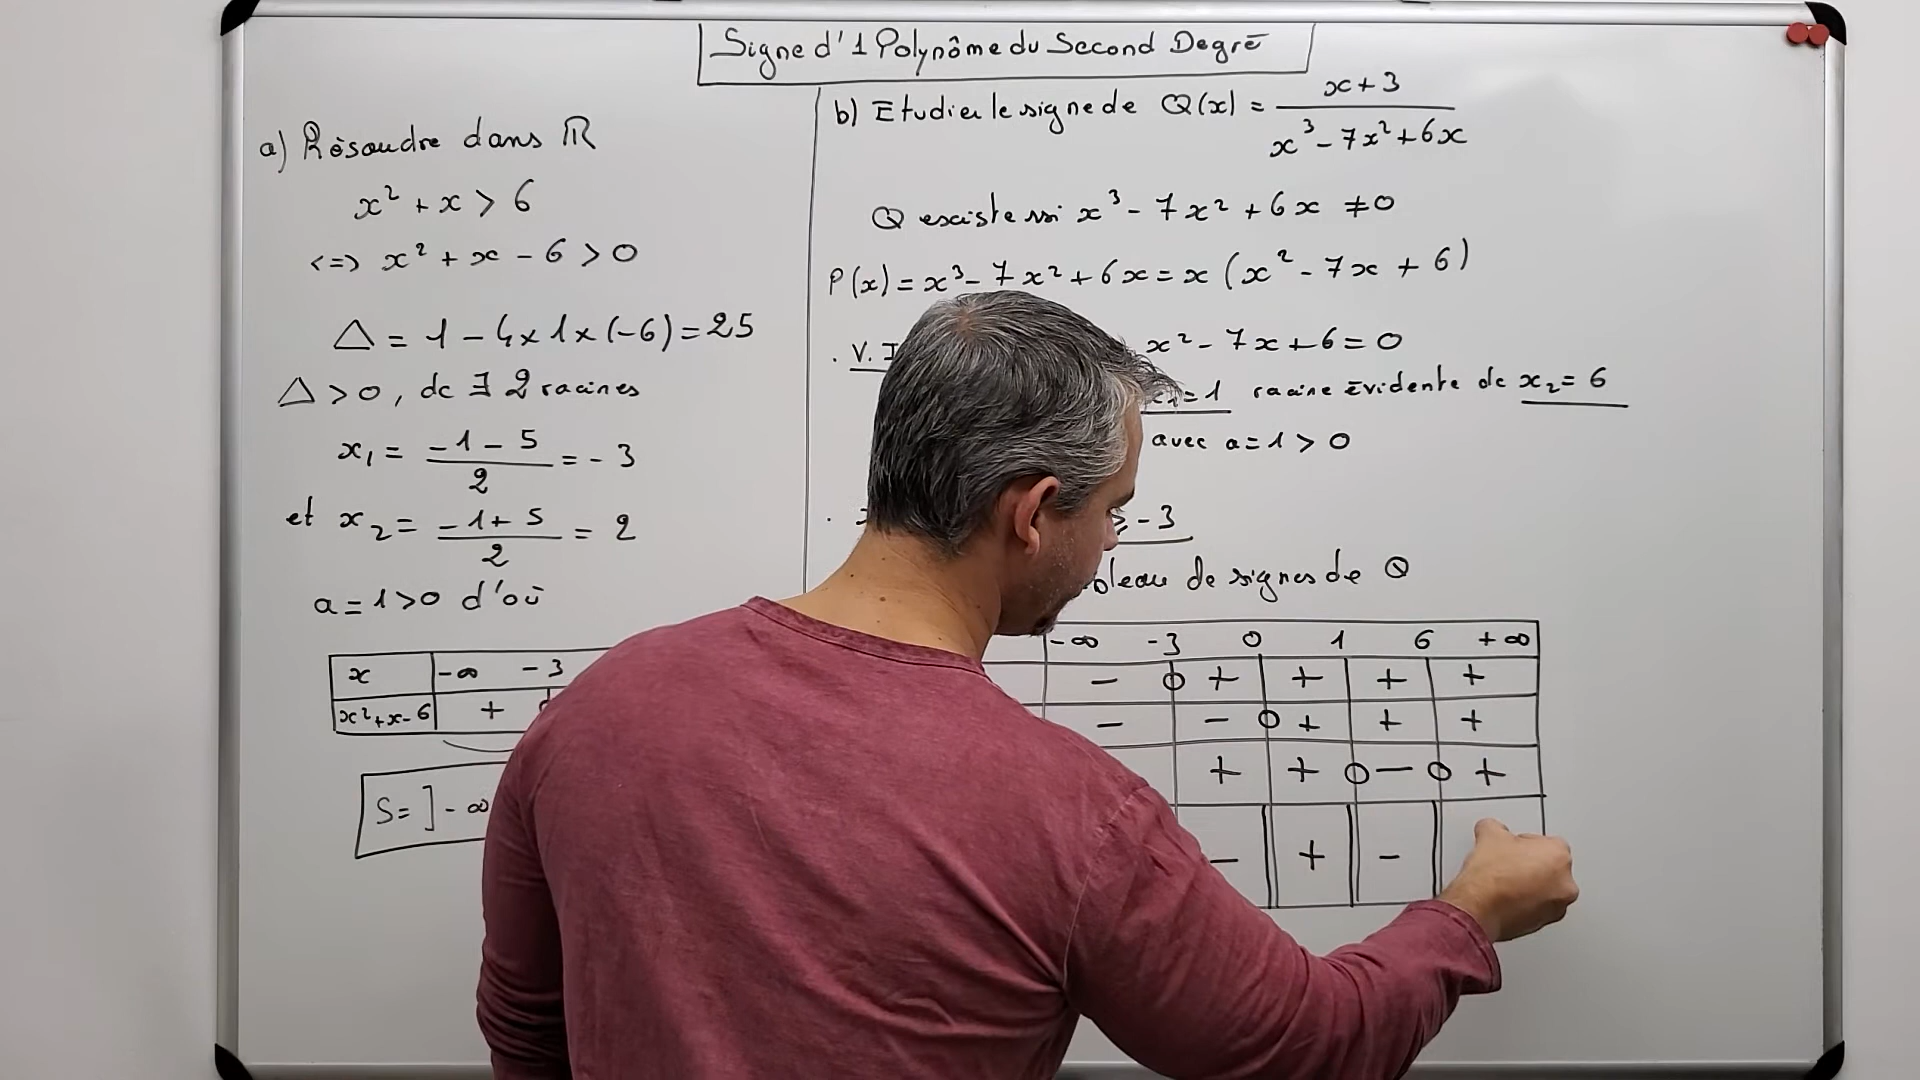 Signe d'1 Polynôme du Second Degré
a) Résoudre dans ℝ
x² + x > 6
<=> x² + x - 6 > 0
Δ = 1 - 4 x 1 x (-6) = 25
Δ > 0, dc ∃ 2 racines
x₁ = (-1 - 5)/2 = -3
et x₂ = (-1 + 5)/2 = 2
a = 1 > 0 d'où
x -∞ -3
x²+x-6 +
S = ]-∞
b) Etudier le signe de Q(x) = (x+3)/(x³ - 7x² + 6x)
Q existe ssi x³ - 7x² + 6x ≠ 0
P(x) = x³ - 7x² + 6x = x (x² - 7x + 6)
. V.I x² - 7x + 6 = 0
= 1 racine évidente dc x₂ = 6
avec a = 1 > 0
≥ -3
de signes de Q
-∞ -3 0 1 6 +∞
- 0 + + + +
- - 0 + + +
+ + 0 - 0 +
- + -